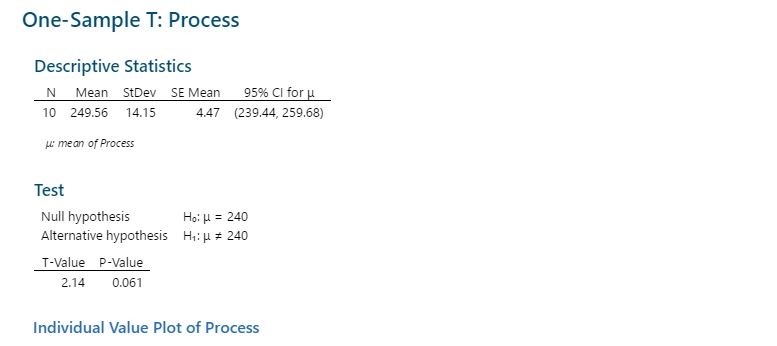 One-Sample T: Process
Descriptive Statistics
N Mean StDev SE Mean 95% CI for μ
10 249.56 14.15 4.47 (239.44, 259.68)
μ: mean of Process
Test
Null hypothesis H₀: μ = 240
Alternative hypothesis H₁: μ ≠ 240
T-Value P-Value
2.14 0.061
Individual Value Plot of Process